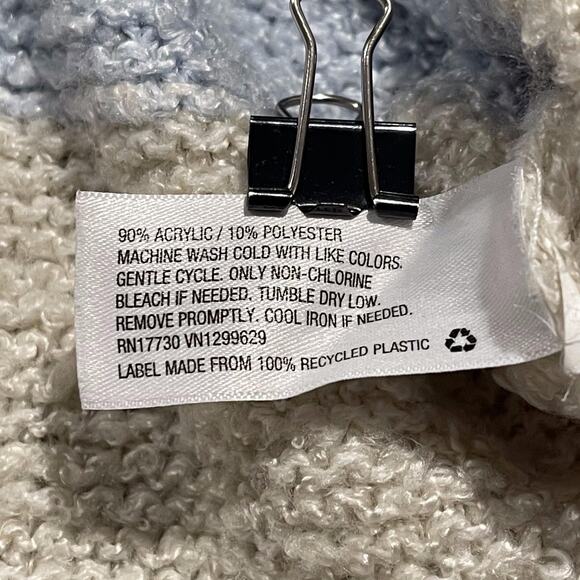 90% ACRYLIC / 10% POLYESTER
MACHINE WASH COLD WITH LIKE COLORS.
GENTLE CYCLE. ONLY NON-CHLORINE
BLEACH IF NEEDED. TUMBLE DRY LOW.
REMOVE PROMPTLY. COOL IRON IF NEEDED.
RN17730 VN1299629
LABEL MADE FROM 100% RECYCLED PLASTIC